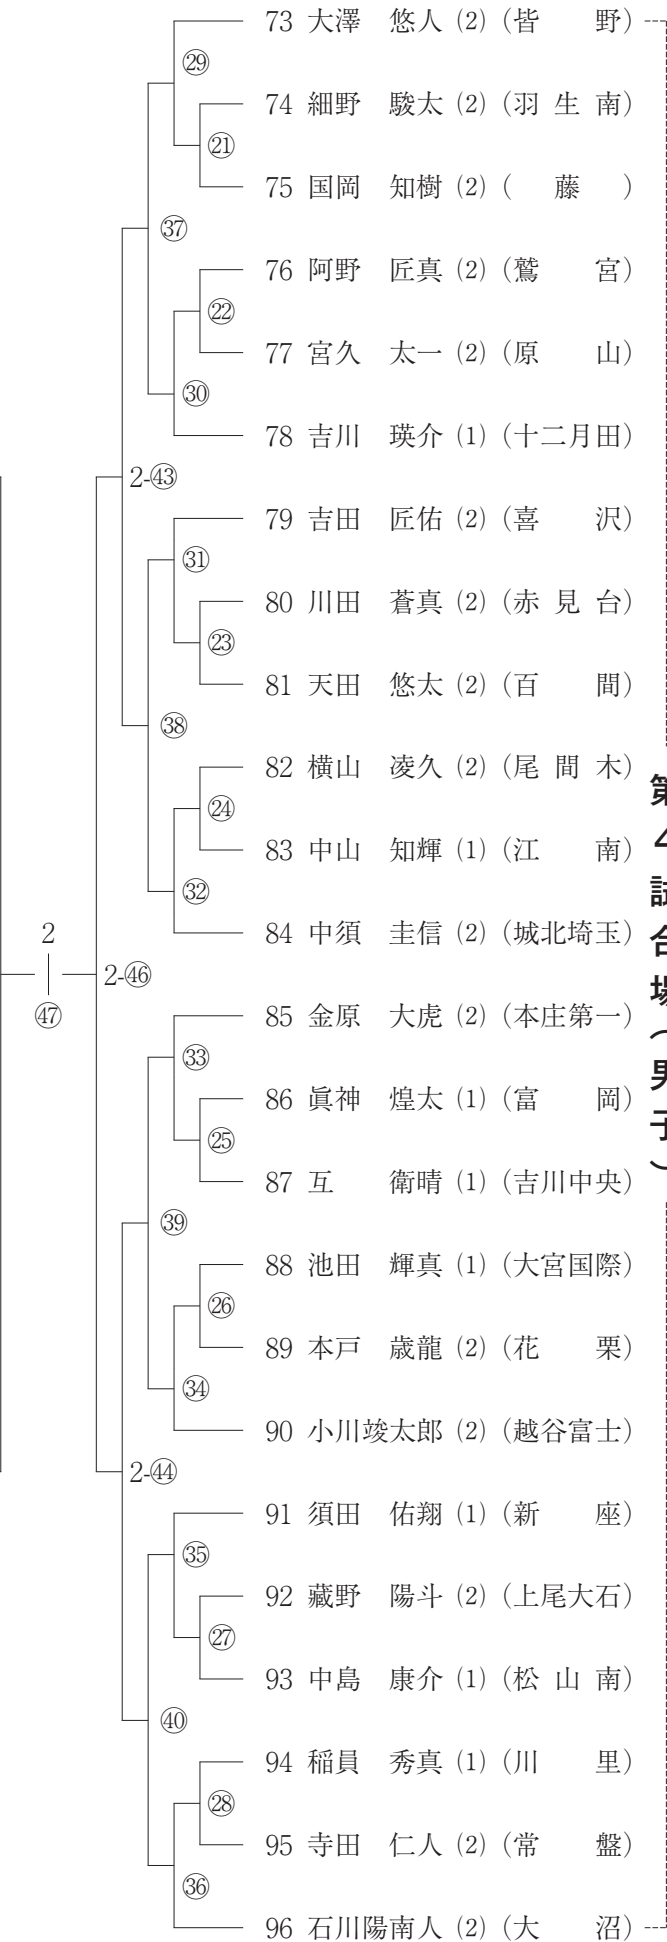 73 大澤 悠人 (2) (皆 野)
㉙
74 細野 駿太 (2) (羽 生 南)
㉑
75 国岡 知樹 (2) ( 藤 )
㊲
76 阿野 匠真 (2) (鷲 宮)
㉒
77 宮久 太一 (2) (原 山)
㉚
78 吉川 瑛介 (1) (十二月田)
2-㊸
79 吉田 匠佑 (2) (喜 沢)
㉛
80 川田 蒼真 (2) (赤 見 台)
㉓
81 天田 悠太 (2) (百 間)
㊳
82 横山 凌久 (2) (尾 間 木)
㉔
83 中山 知輝 (1) (江 南)
㉜
84 中須 圭信 (2) (城北埼玉)
2
2-㊻
㊼
85 金原 大虎 (2) (本庄第一)
㉝
86 眞神 煌太 (1) (富 岡)
㉕
87 互 衛晴 (1) (吉川中央)
㊴
88 池田 輝真 (1) (大宮国際)
㉖
89 本戸 歳龍 (2) (花 栗)
㉞
90 小川竣太郎 (2) (越谷富士)
2-㊹
91 須田 佑翔 (1) (新 座)
㉟
92 藏野 陽斗 (2) (上尾大石)
㉗
93 中島 康介 (1) (松 山 南)
㊵
94 稲員 秀真 (1) (川 里)
㉘
95 寺田 仁人 (2) (常 盤)
㊱
96 石川陽南人 (2) (大 沼)
第4試合場(男子)